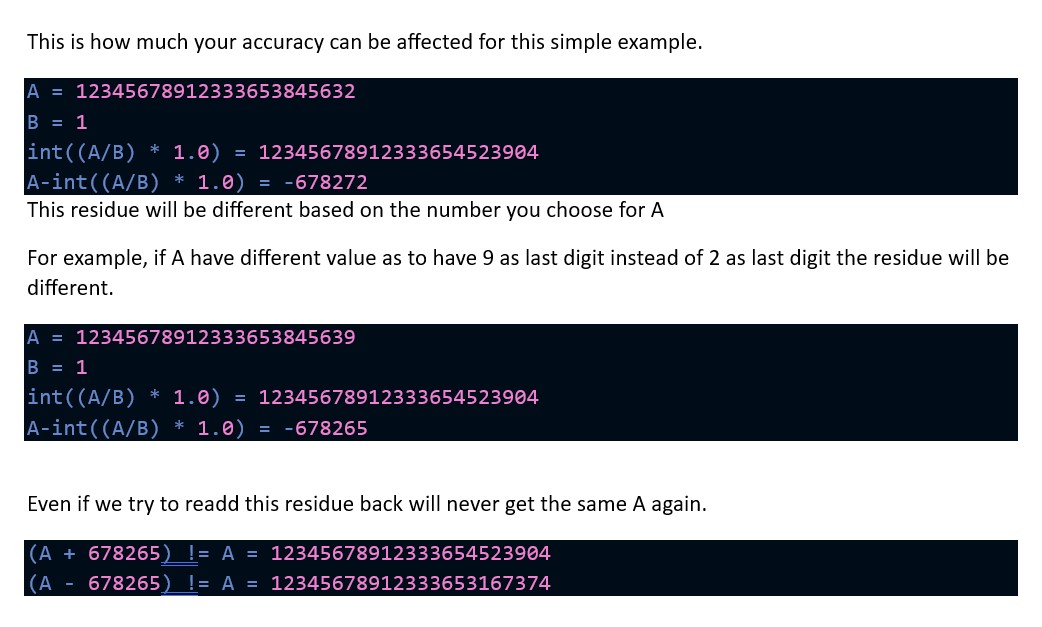 This is how much your accuracy can be affected for this simple example.
A = 12345678912333653845632
B = 1
int((A/B) * 1.0) = 12345678912333654523904
A-int((A/B) * 1.0) = -678272
This residue will be different based on the number you choose for A
For example, if A have different value as to have 9 as last digit instead of 2 as last digit the residue will be
different.
A = 12345678912333653845639
B = 1
int((A/B) * 1.0) = 12345678912333654523904
A-int((A/B) * 1.0) = -678265
Even if we try to readd this residue back will never get the same A again.
(A + 678265) != A = 12345678912333654523904
(A - 678265) != A = 12345678912333653167374